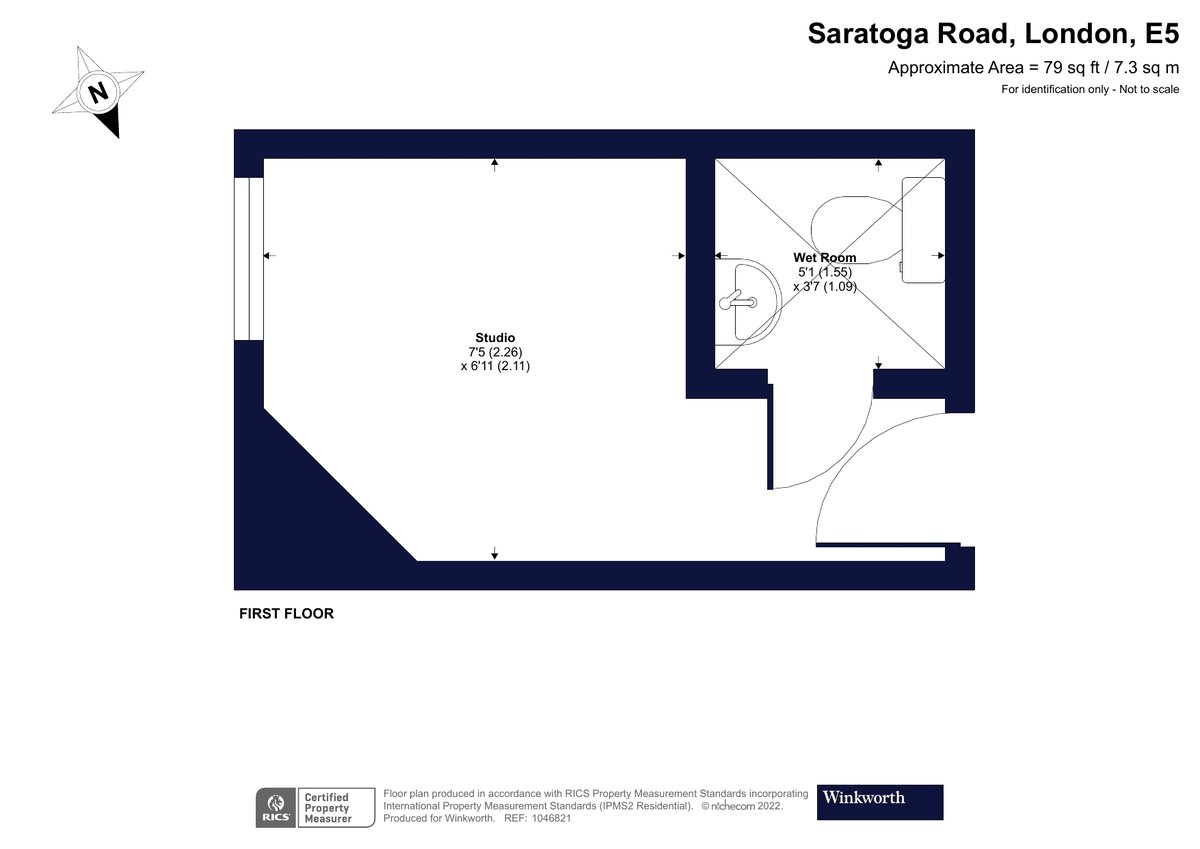 Saratoga Road, London, E5
Approximate Area = 79 sq ft / 7.3 sq m
For identification only - Not to scale
N
Wet Room
5'1 (1.55)
x 3'7 (1.09)
Studio
7'5 (2.26)
x 6'11 (2.11)
FIRST FLOOR
RICS
Certified
Property
Measurer
Floor plan produced in accordance with RICS Property Measurement Standards incorporating
International Property Measurement Standards (IPMS2 Residential). © nichecom 2022.
Produced for Winkworth. REF: 1046821
Winkworth